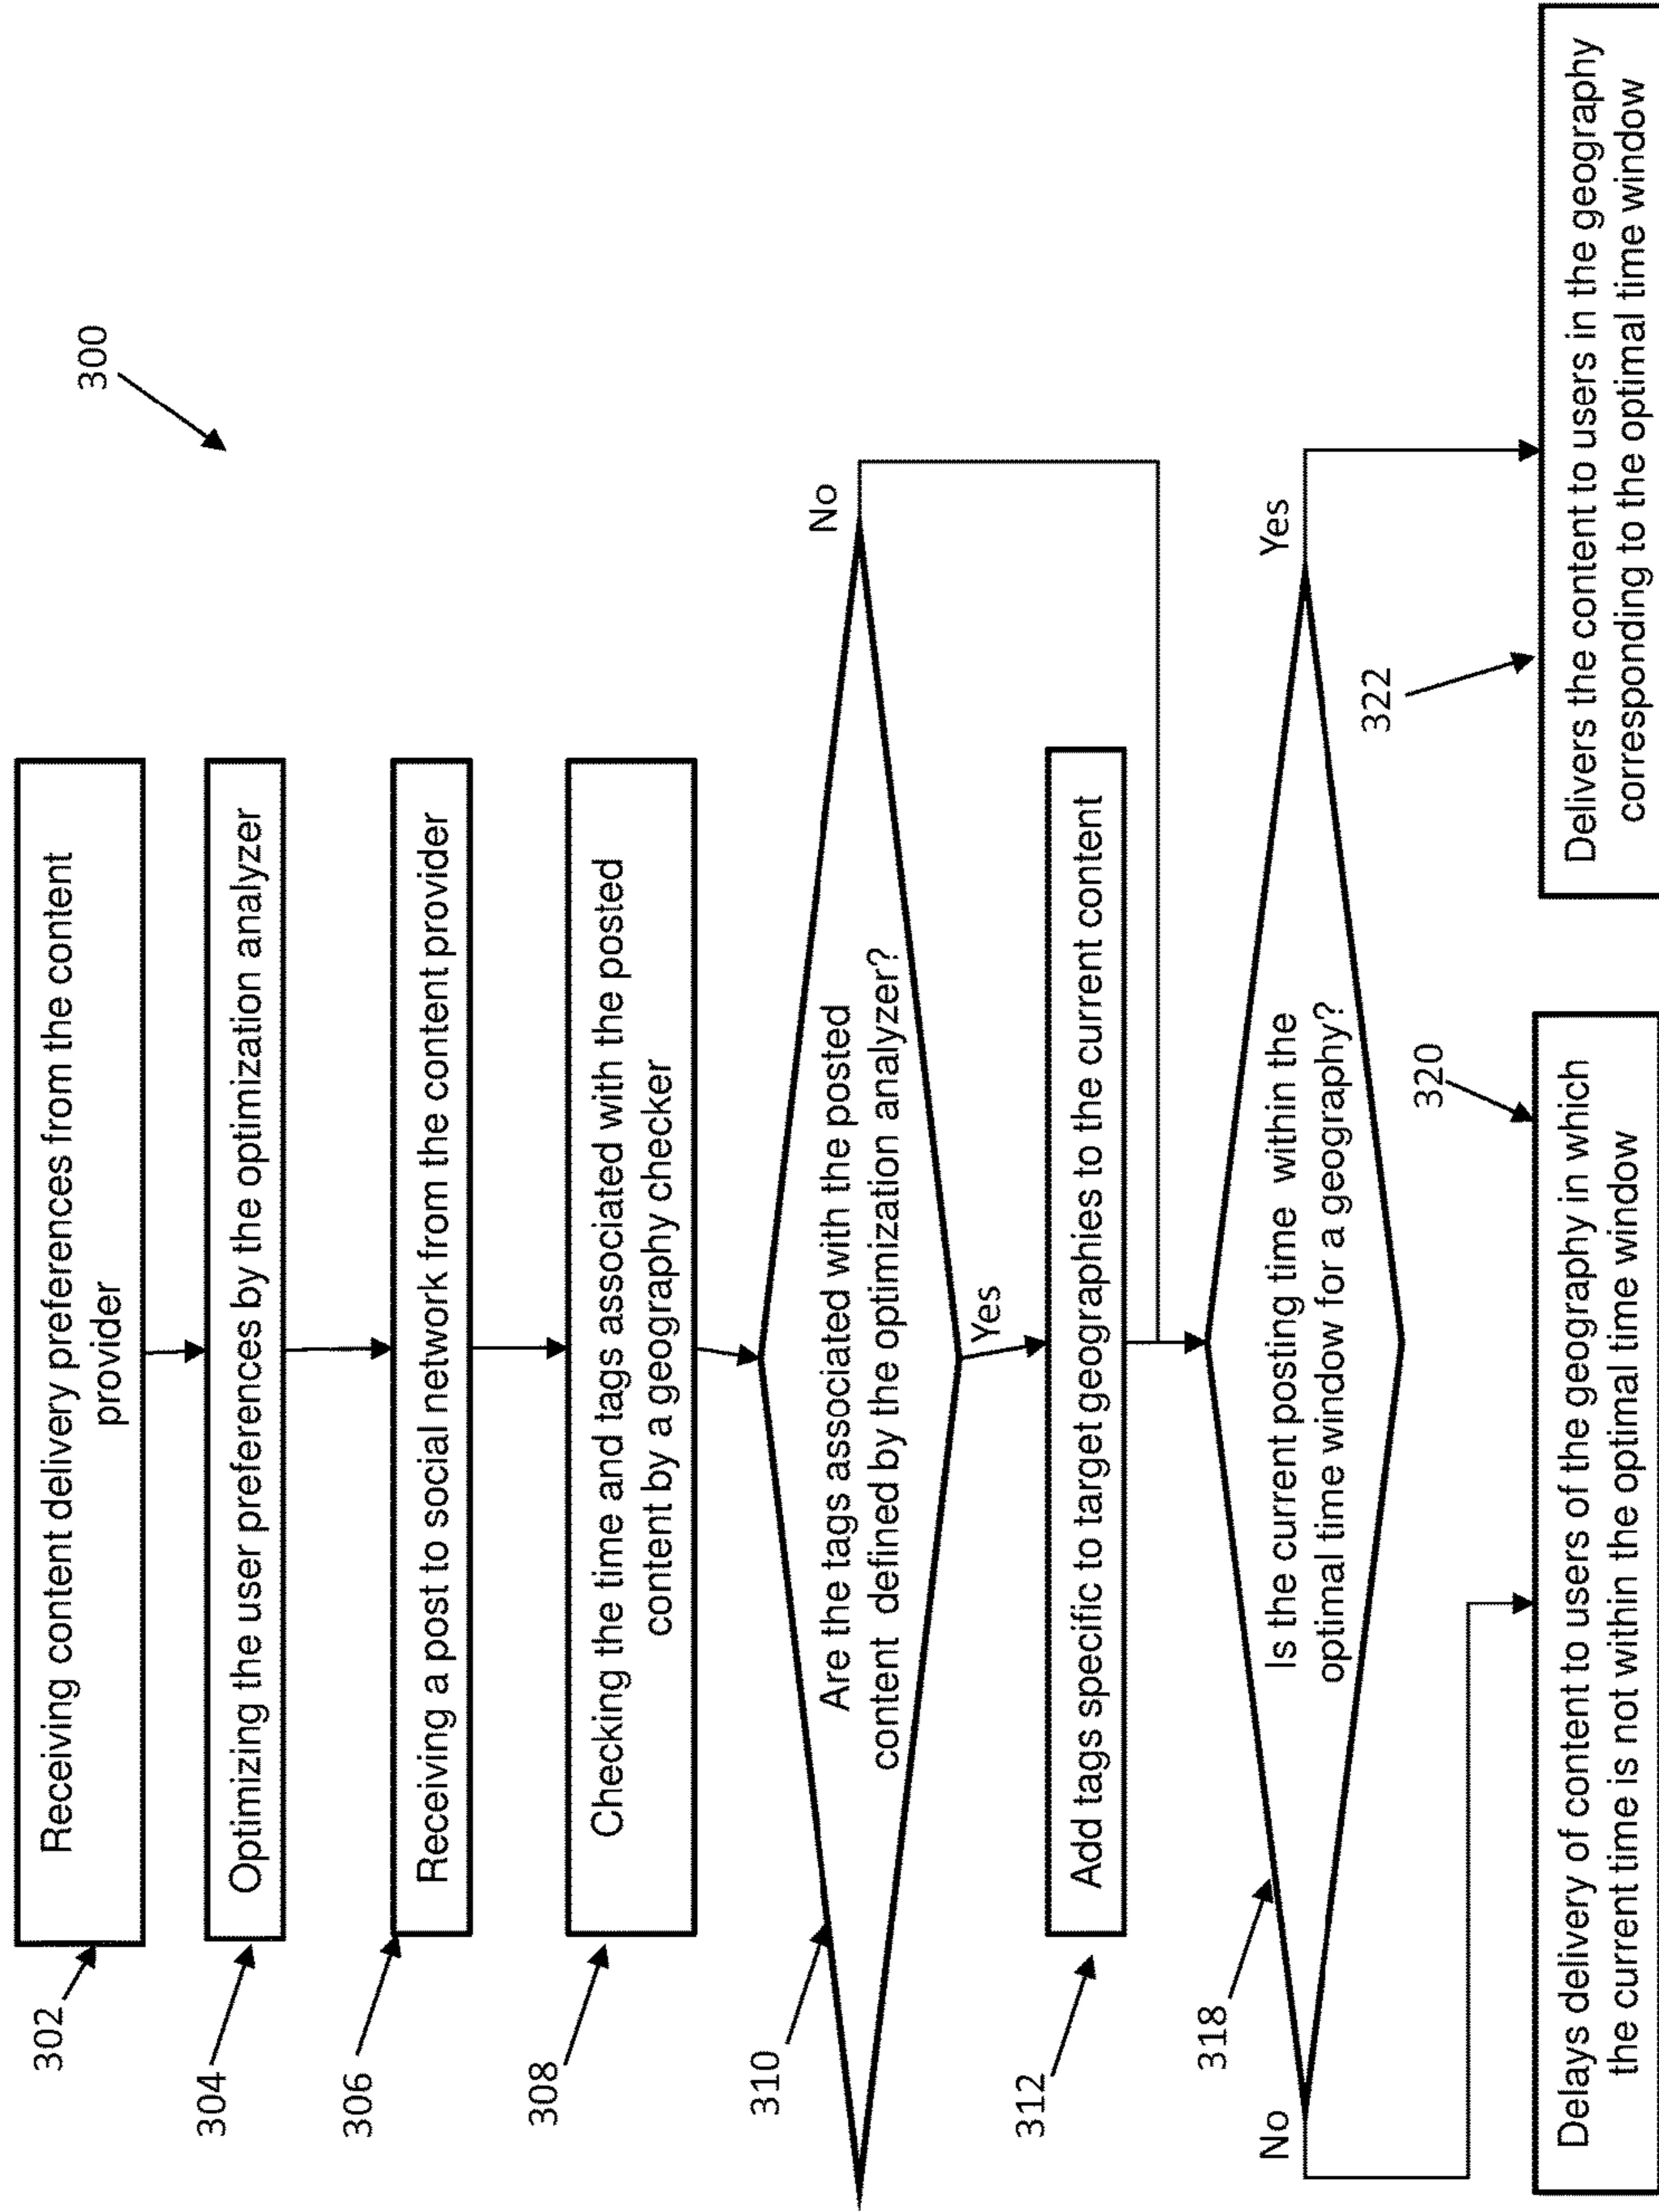 300
302
Receiving content delivery preferences from the content
provider
304
Optimizing the user preferences by the optimization analyzer
306
Receiving a post to social network from the content provider
308
Checking the time and tags associated with the posted
content by a geography checker
310
Are the tags associated with the posted
content defined by the optimization analyzer?
No
Yes
312
Add tags specific to target geographies to the current content
318
Is the current posting time within the
optimal time window for a geography?
No
Yes
320
Delays delivery of content to users of the geography in which
the current time is not within the optimal time window
322
Delivers the content to users in the geography
corresponding to the optimal time window